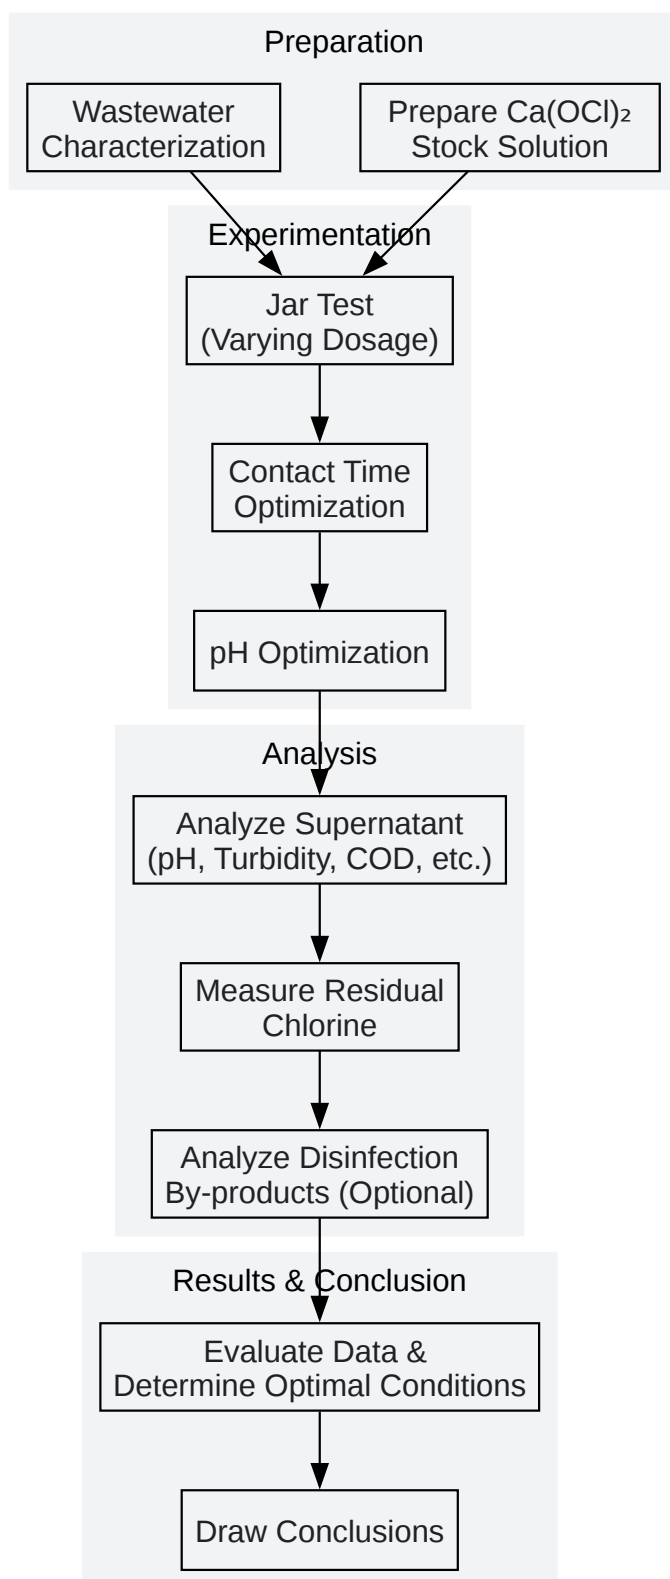 Preparation
Wastewater
Characterization
Prepare Ca(OCl)₂
Stock Solution
Experimentation
Jar Test
(Varying Dosage)
Contact Time
Optimization
pH Optimization
Analysis
Analyze Supernatant
(pH, Turbidity, COD, etc.)
Measure Residual
Chlorine
Analyze Disinfection
By-products (Optional)
Results & Conclusion
Evaluate Data &
Determine Optimal Conditions
Draw Conclusions